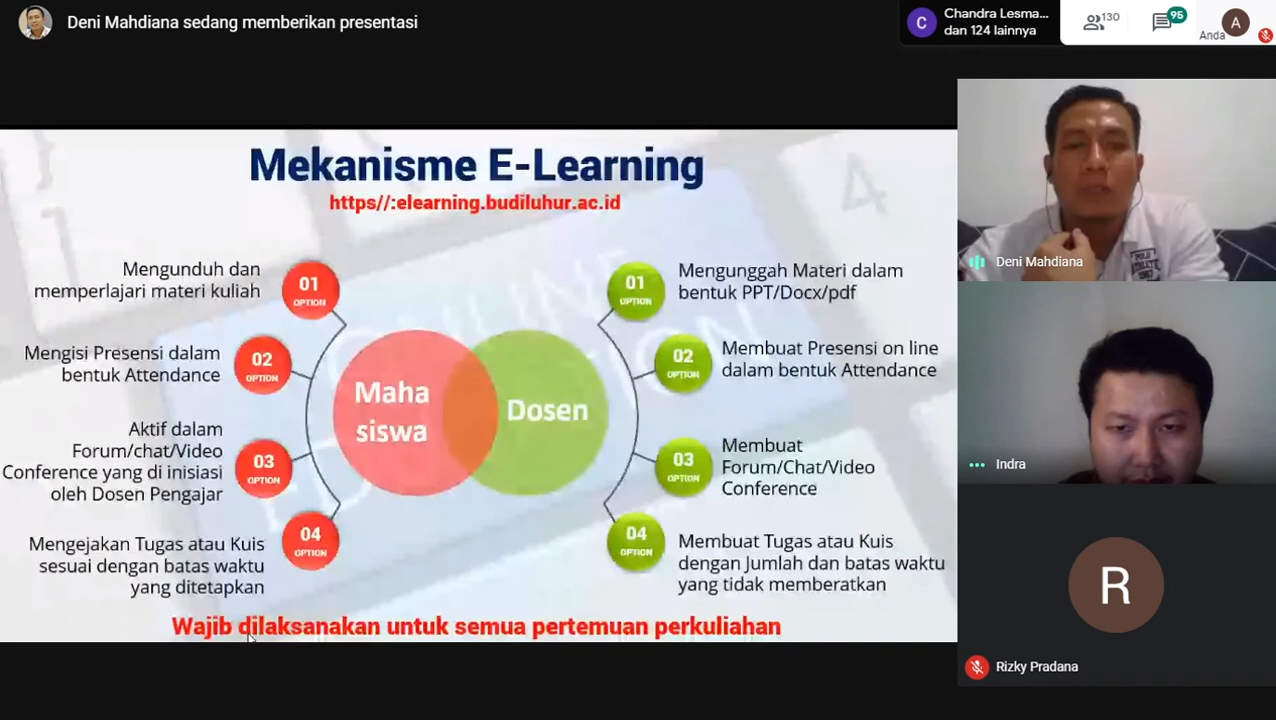 Deni Mahdiana sedang memberikan presentasi
C
Chandra Lesma...
dan 124 lainnya
130
95
Anda
A
Mekanisme E-Learning
https//:elearning.budiluhur.ac.id
Mengunduh dan
memperlajari materi kuliah
01
OPTION
Mengisi Presensi dalam
bentuk Attendance
02
OPTION
Aktif dalam
Forum/chat/Video
Conference yang di inisiasi
oleh Dosen Pengajar
03
OPTION
Mengejakan Tugas atau Kuis
sesuai dengan batas waktu
yang ditetapkan
04
OPTION
Maha
siswa
Dosen
01
OPTION
Mengunggah Materi dalam
bentuk PPT/Docx/pdf
02
OPTION
Membuat Presensi on line
dalam bentuk Attendance
03
OPTION
Membuat
Forum/Chat/Video
Conference
04
OPTION
Membuat Tugas atau Kuis
dengan Jumlah dan batas waktu
yang tidak memberatkan
Wajib dilaksanakan untuk semua pertemuan perkuliahan
Deni Mahdiana
Indra
R
Rizky Pradana